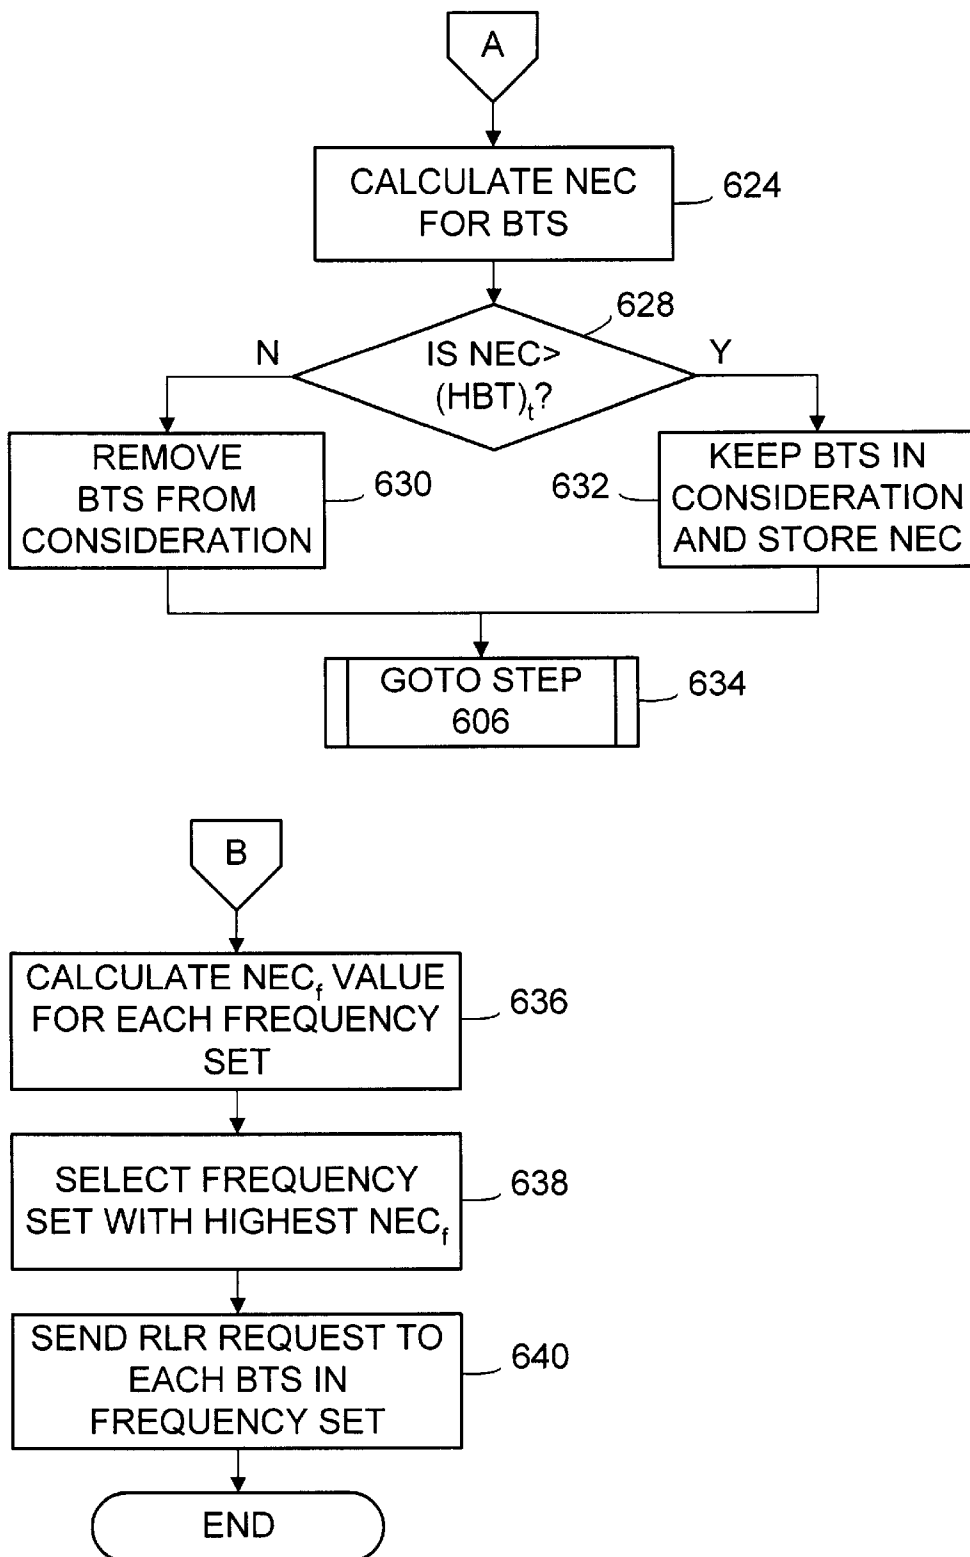 A
CALCULATE NEC
FOR BTS
624
628
N
IS NEC>
(HBT)t?
Y
REMOVE
BTS FROM
CONSIDERATION
630
632
KEEP BTS IN
CONSIDERATION
AND STORE NEC
GOTO STEP
606
634
B
CALCULATE NECf VALUE
FOR EACH FREQUENCY
SET
636
SELECT FREQUENCY
SET WITH HIGHEST NECf
638
SEND RLR REQUEST TO
EACH BTS IN
FREQUENCY SET
640
END